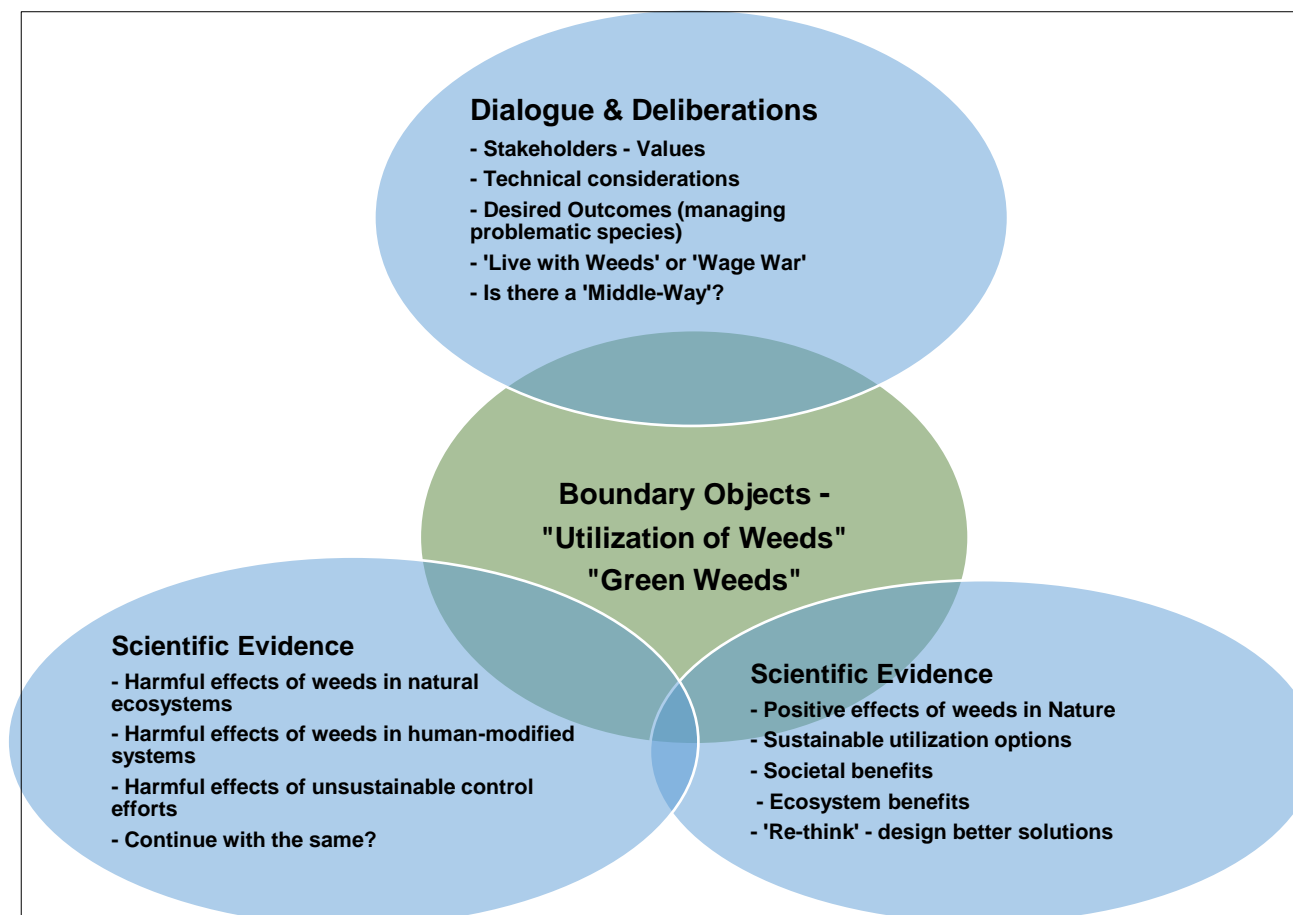 Dialogue & Deliberations
- Stakeholders - Values
- Technical considerations
- Desired Outcomes (managing
problematic species)
- 'Live with Weeds' or 'Wage War'
- Is there a 'Middle-Way'?
Boundary Objects -
"Utilization of Weeds"
"Green Weeds"
Scientific Evidence
- Harmful effects of weeds in natural
ecosystems
- Harmful effects of weeds in human-modified
systems
- Harmful effects of unsustainable control
efforts
- Continue with the same?
Scientific Evidence
- Positive effects of weeds in Nature
- Sustainable utilization options
- Societal benefits
- Ecosystem benefits
- 'Re-think' - design better solutions